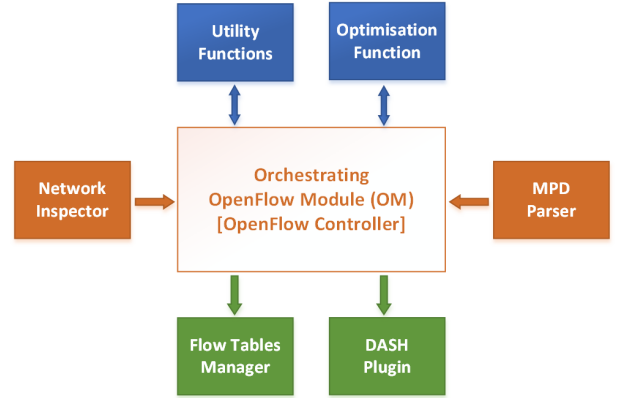 Utility
Functions
Optimisation
Function
Orchestrating
OpenFlow Module (OM)
[OpenFlow Controller]
Network
Inspector
MPD
Parser
Flow Tables
Manager
DASH
Plugin